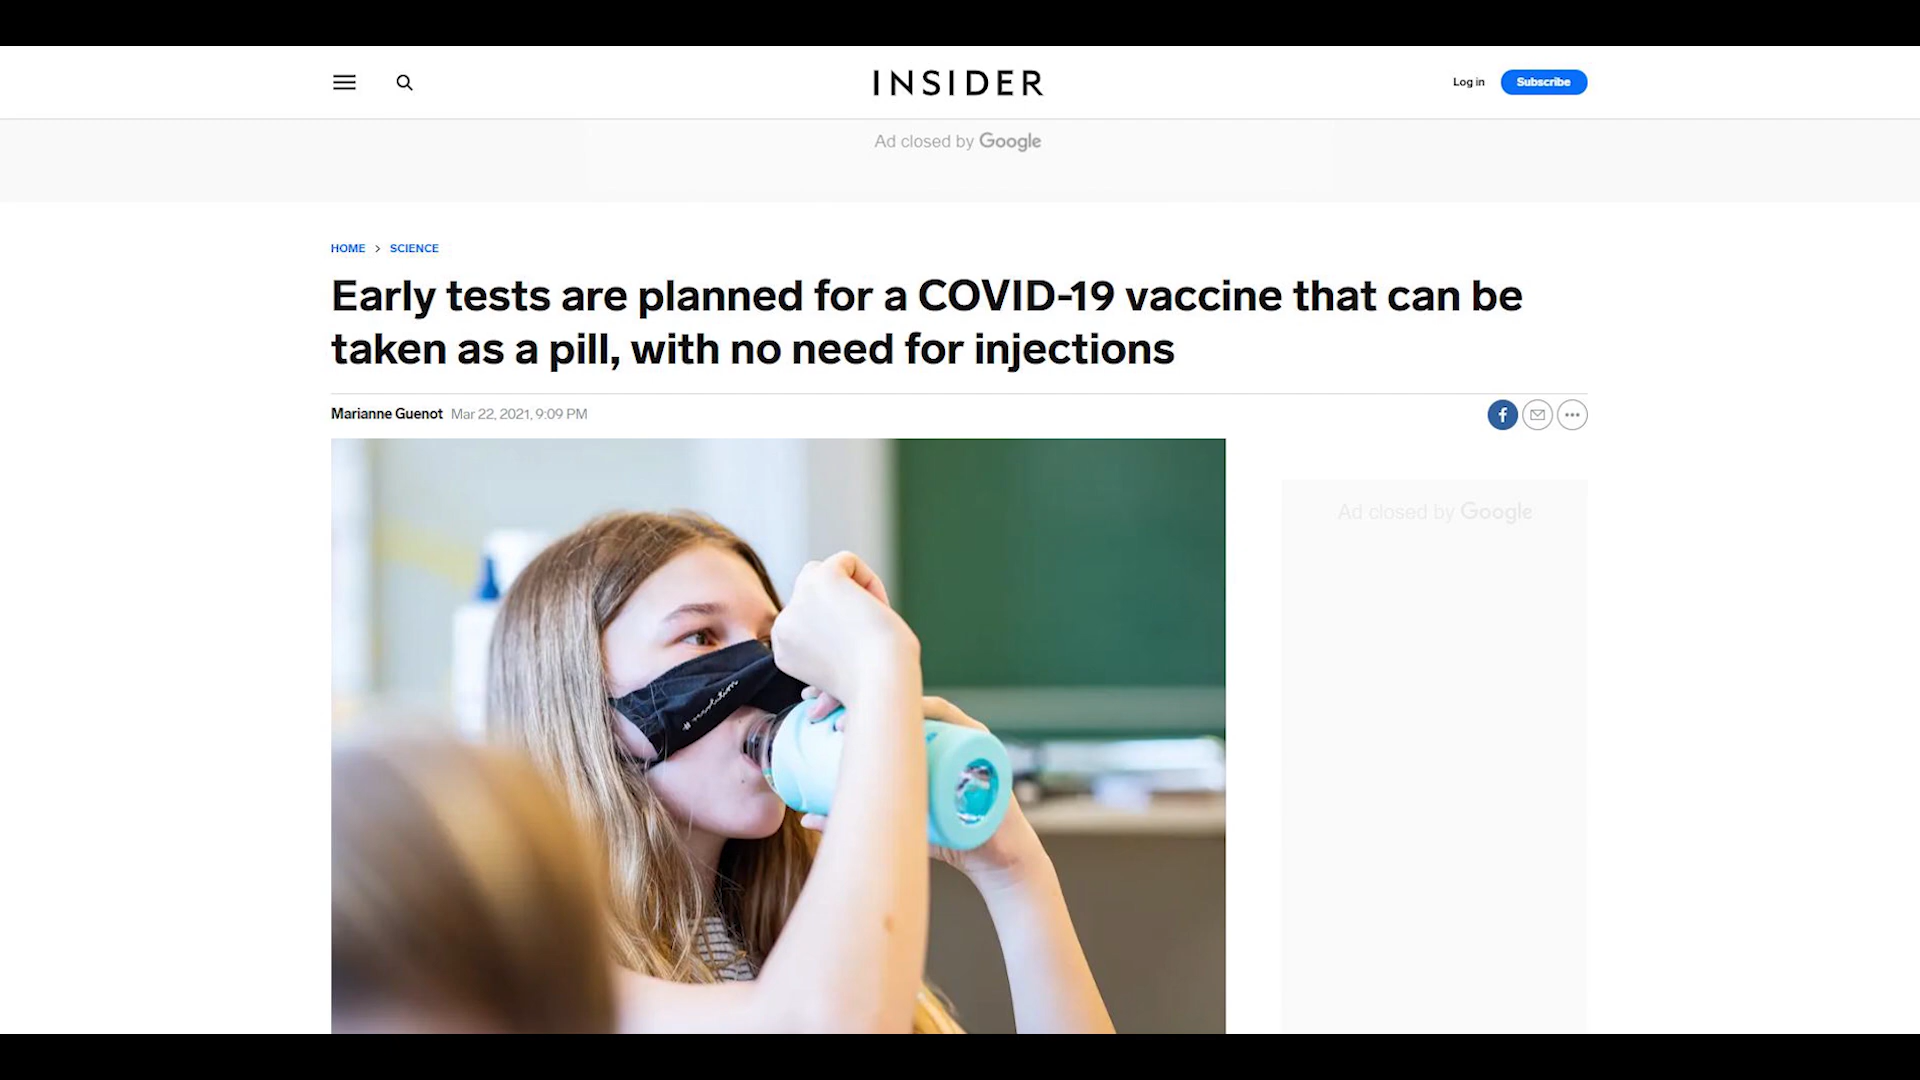 INSIDER
Log in
Subscribe
Ad closed by Google
HOME > SCIENCE
Early tests are planned for a COVID-19 vaccine that can be
taken as a pill, with no need for injections
Marianne Guenot Mar 22, 2021, 9:09 PM
f
Ad closed by Google
# revolution